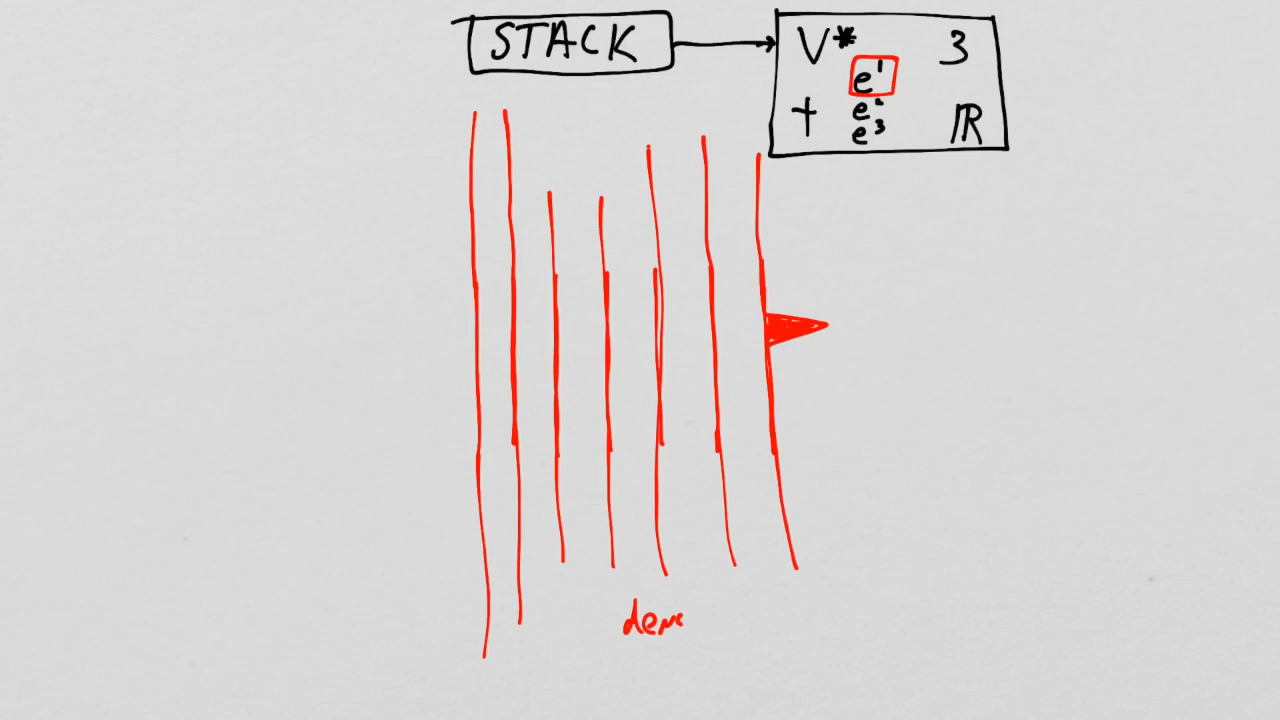 STACK
V* 3
e¹
+ e² ℝ
e³